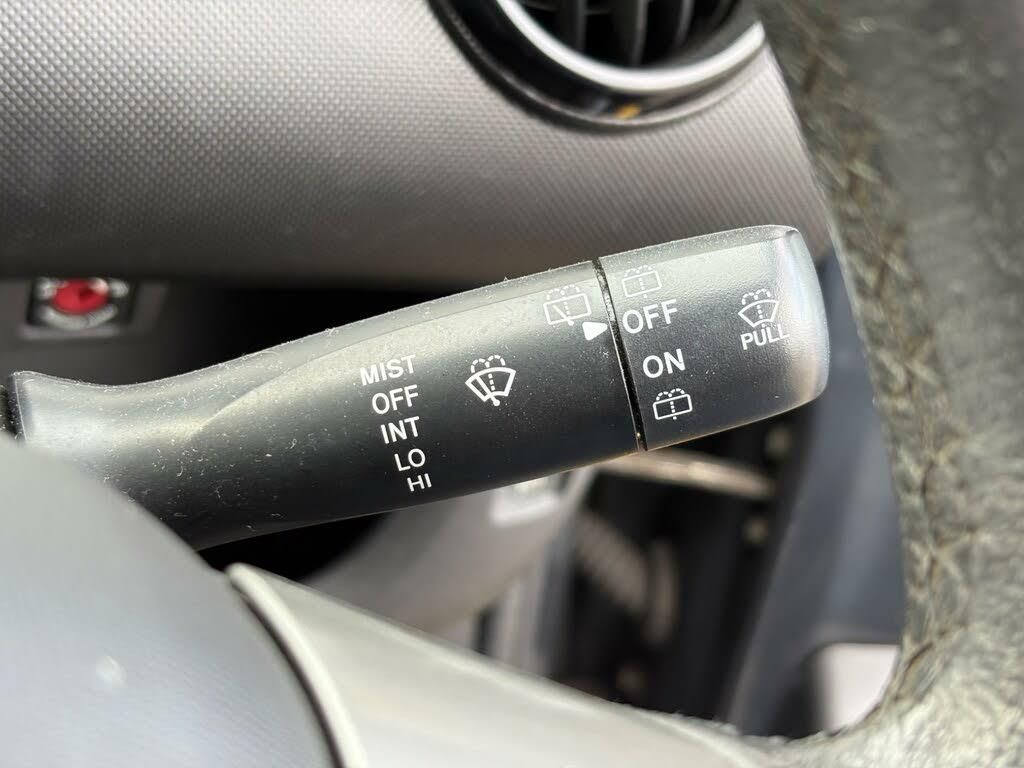 MIST
OFF
INT
LO
HI
OFF
ON
PULL